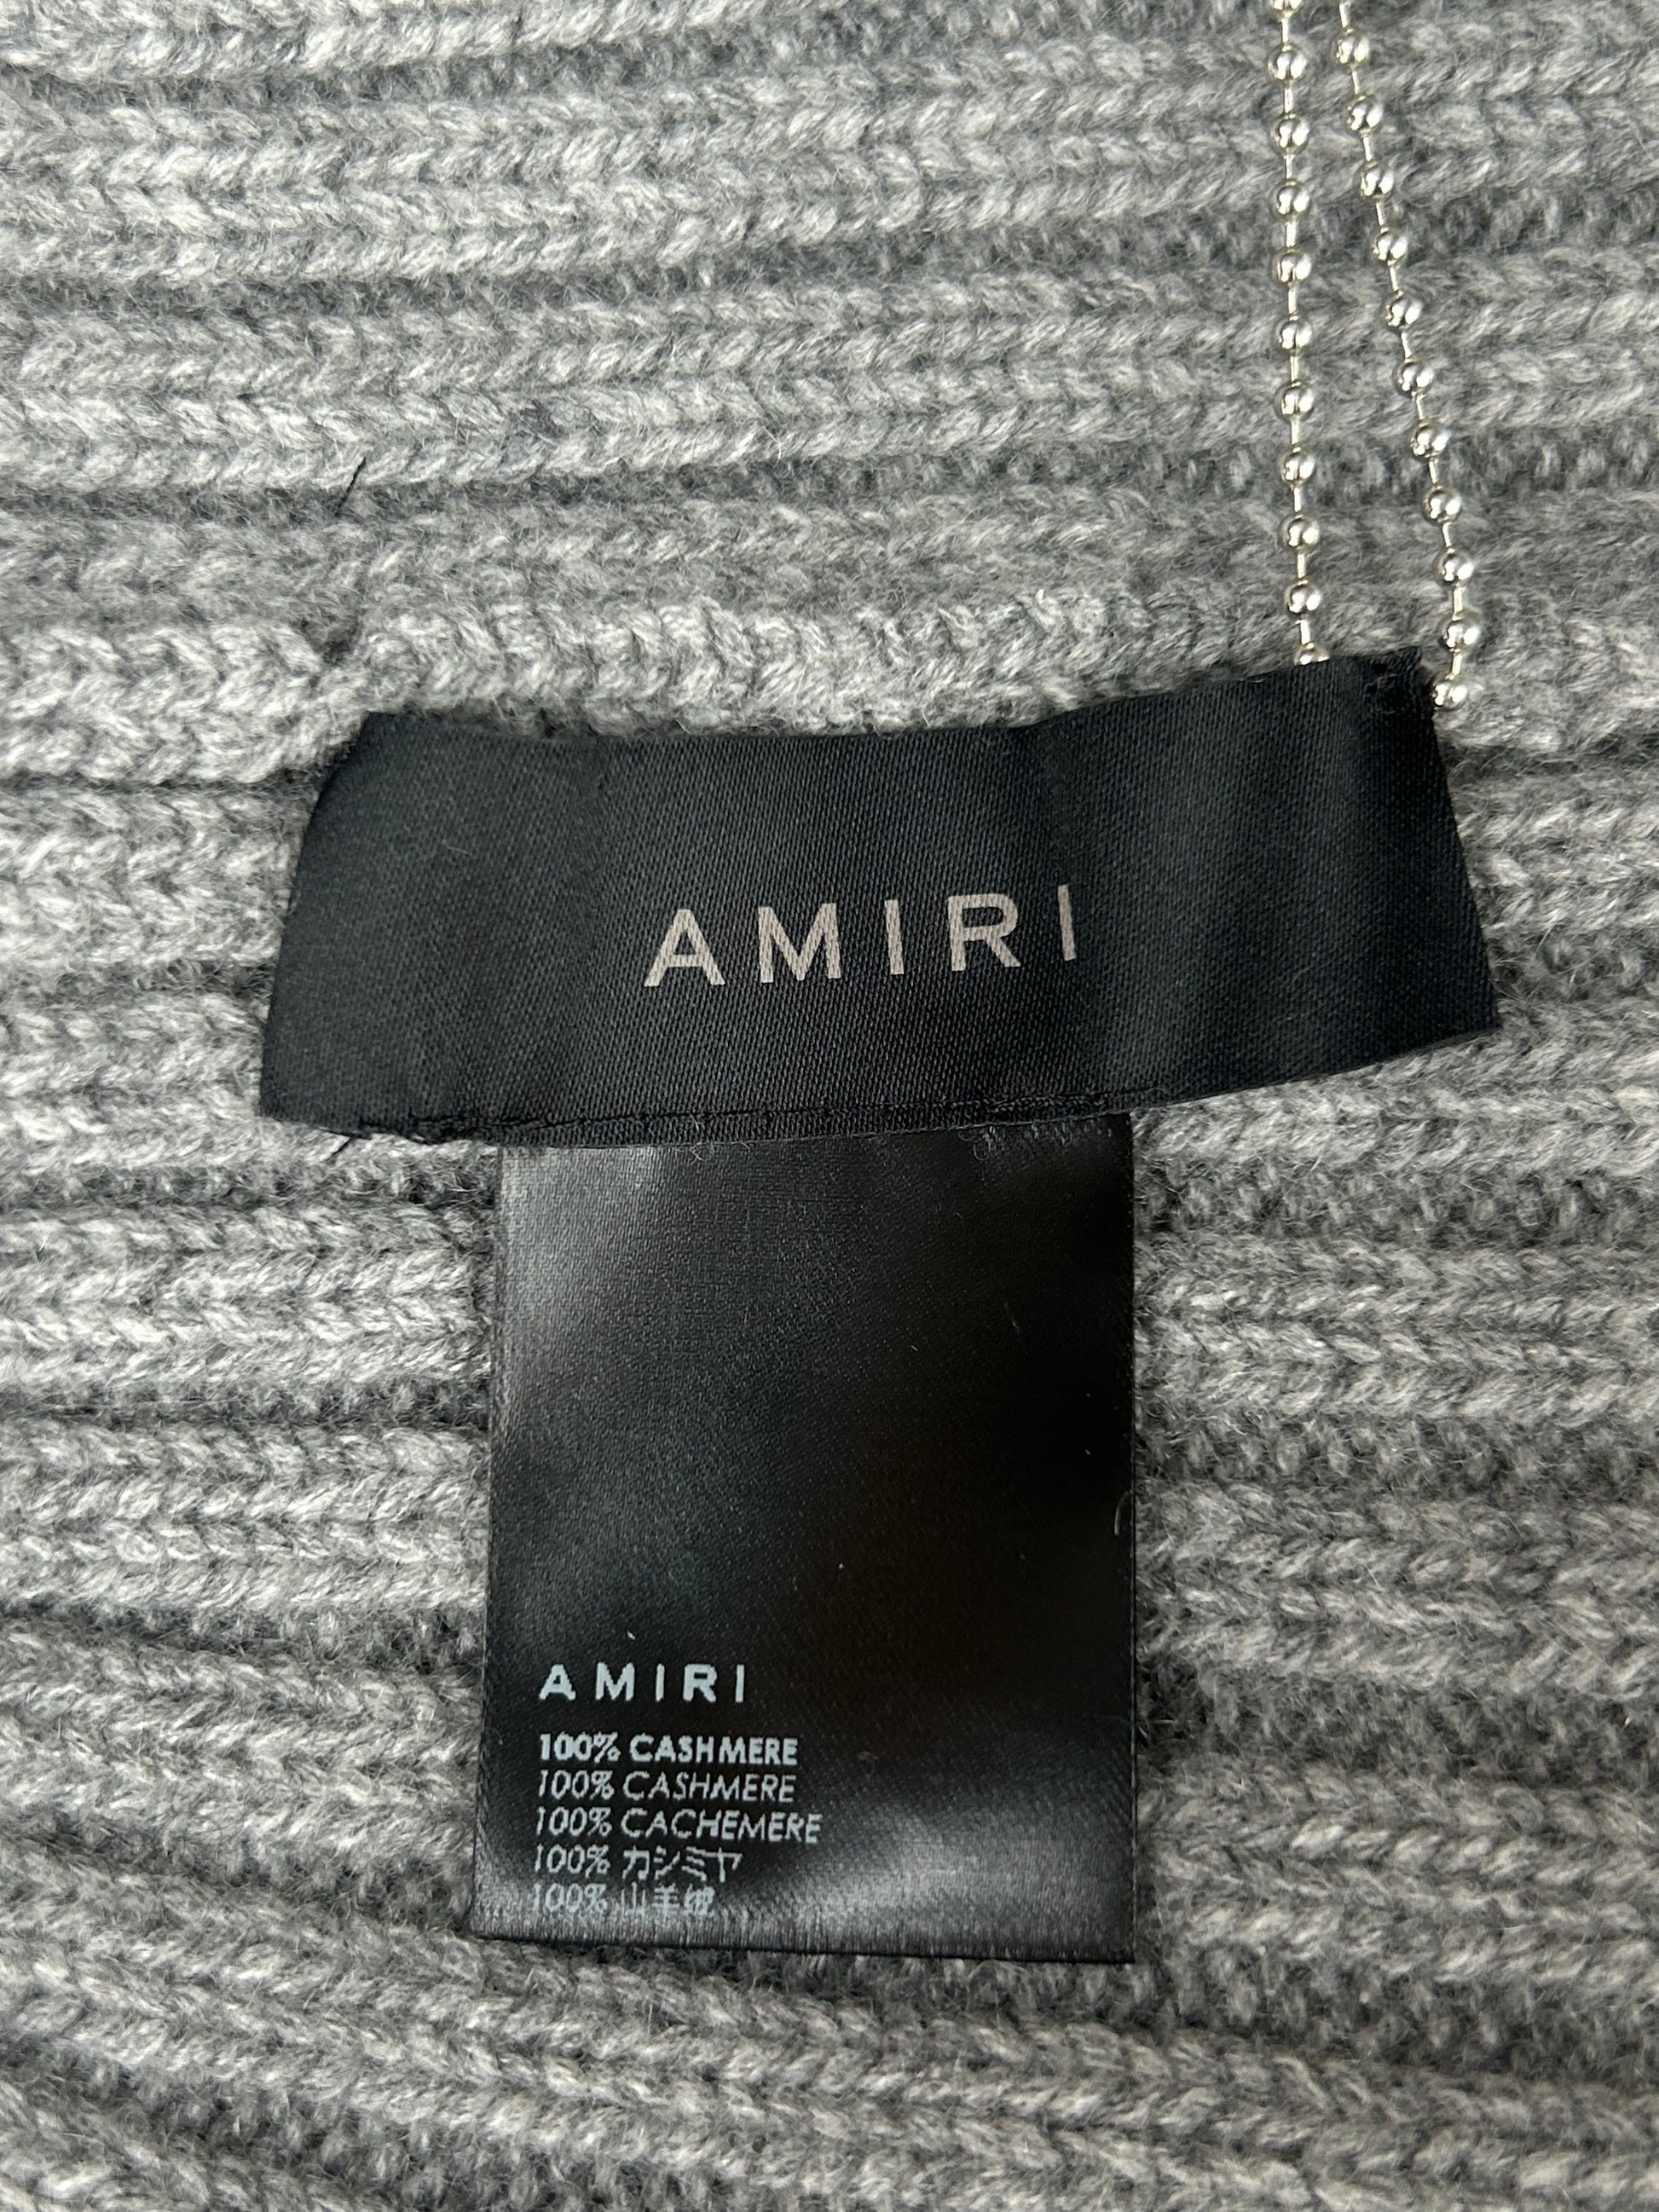 AMIRI
AMIRI
100% CASHMERE
100% CASHMERE
100% CACHEMERE
100% カシミヤ
100% 山羊绒